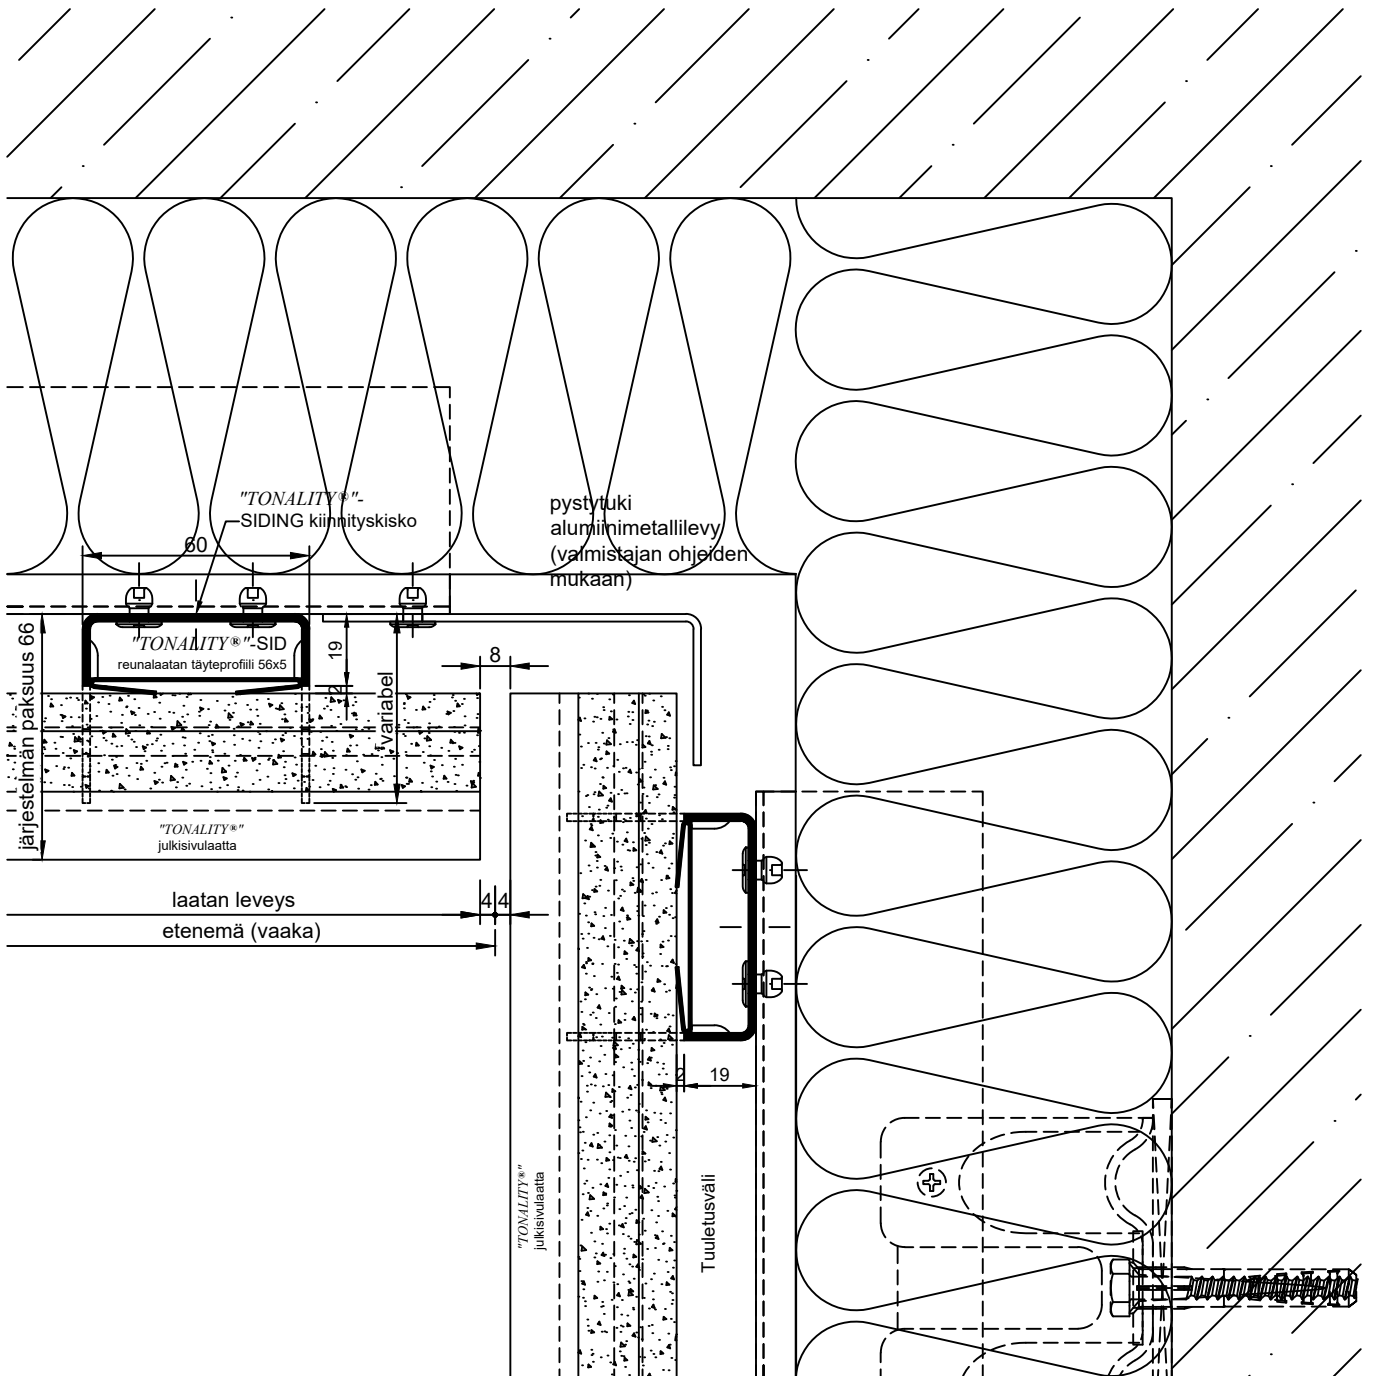 "TONALITY®"-
SIDING kiinnityskisko
pystytuki
alumiinimetallilevy
(valmistajan ohjeiden
mukaan)
60
"TONALITY®"-SID
reunalaatan täyteprofiili 56x5
19
2
8
variabel
järjestelmän paksuus 66
"TONALITY®"
julkisivulaatta
laatan leveys
4 4
etenemä (vaaka)
2 19
"TONALITY®"
julkisivulaatta
Tuuletusväli